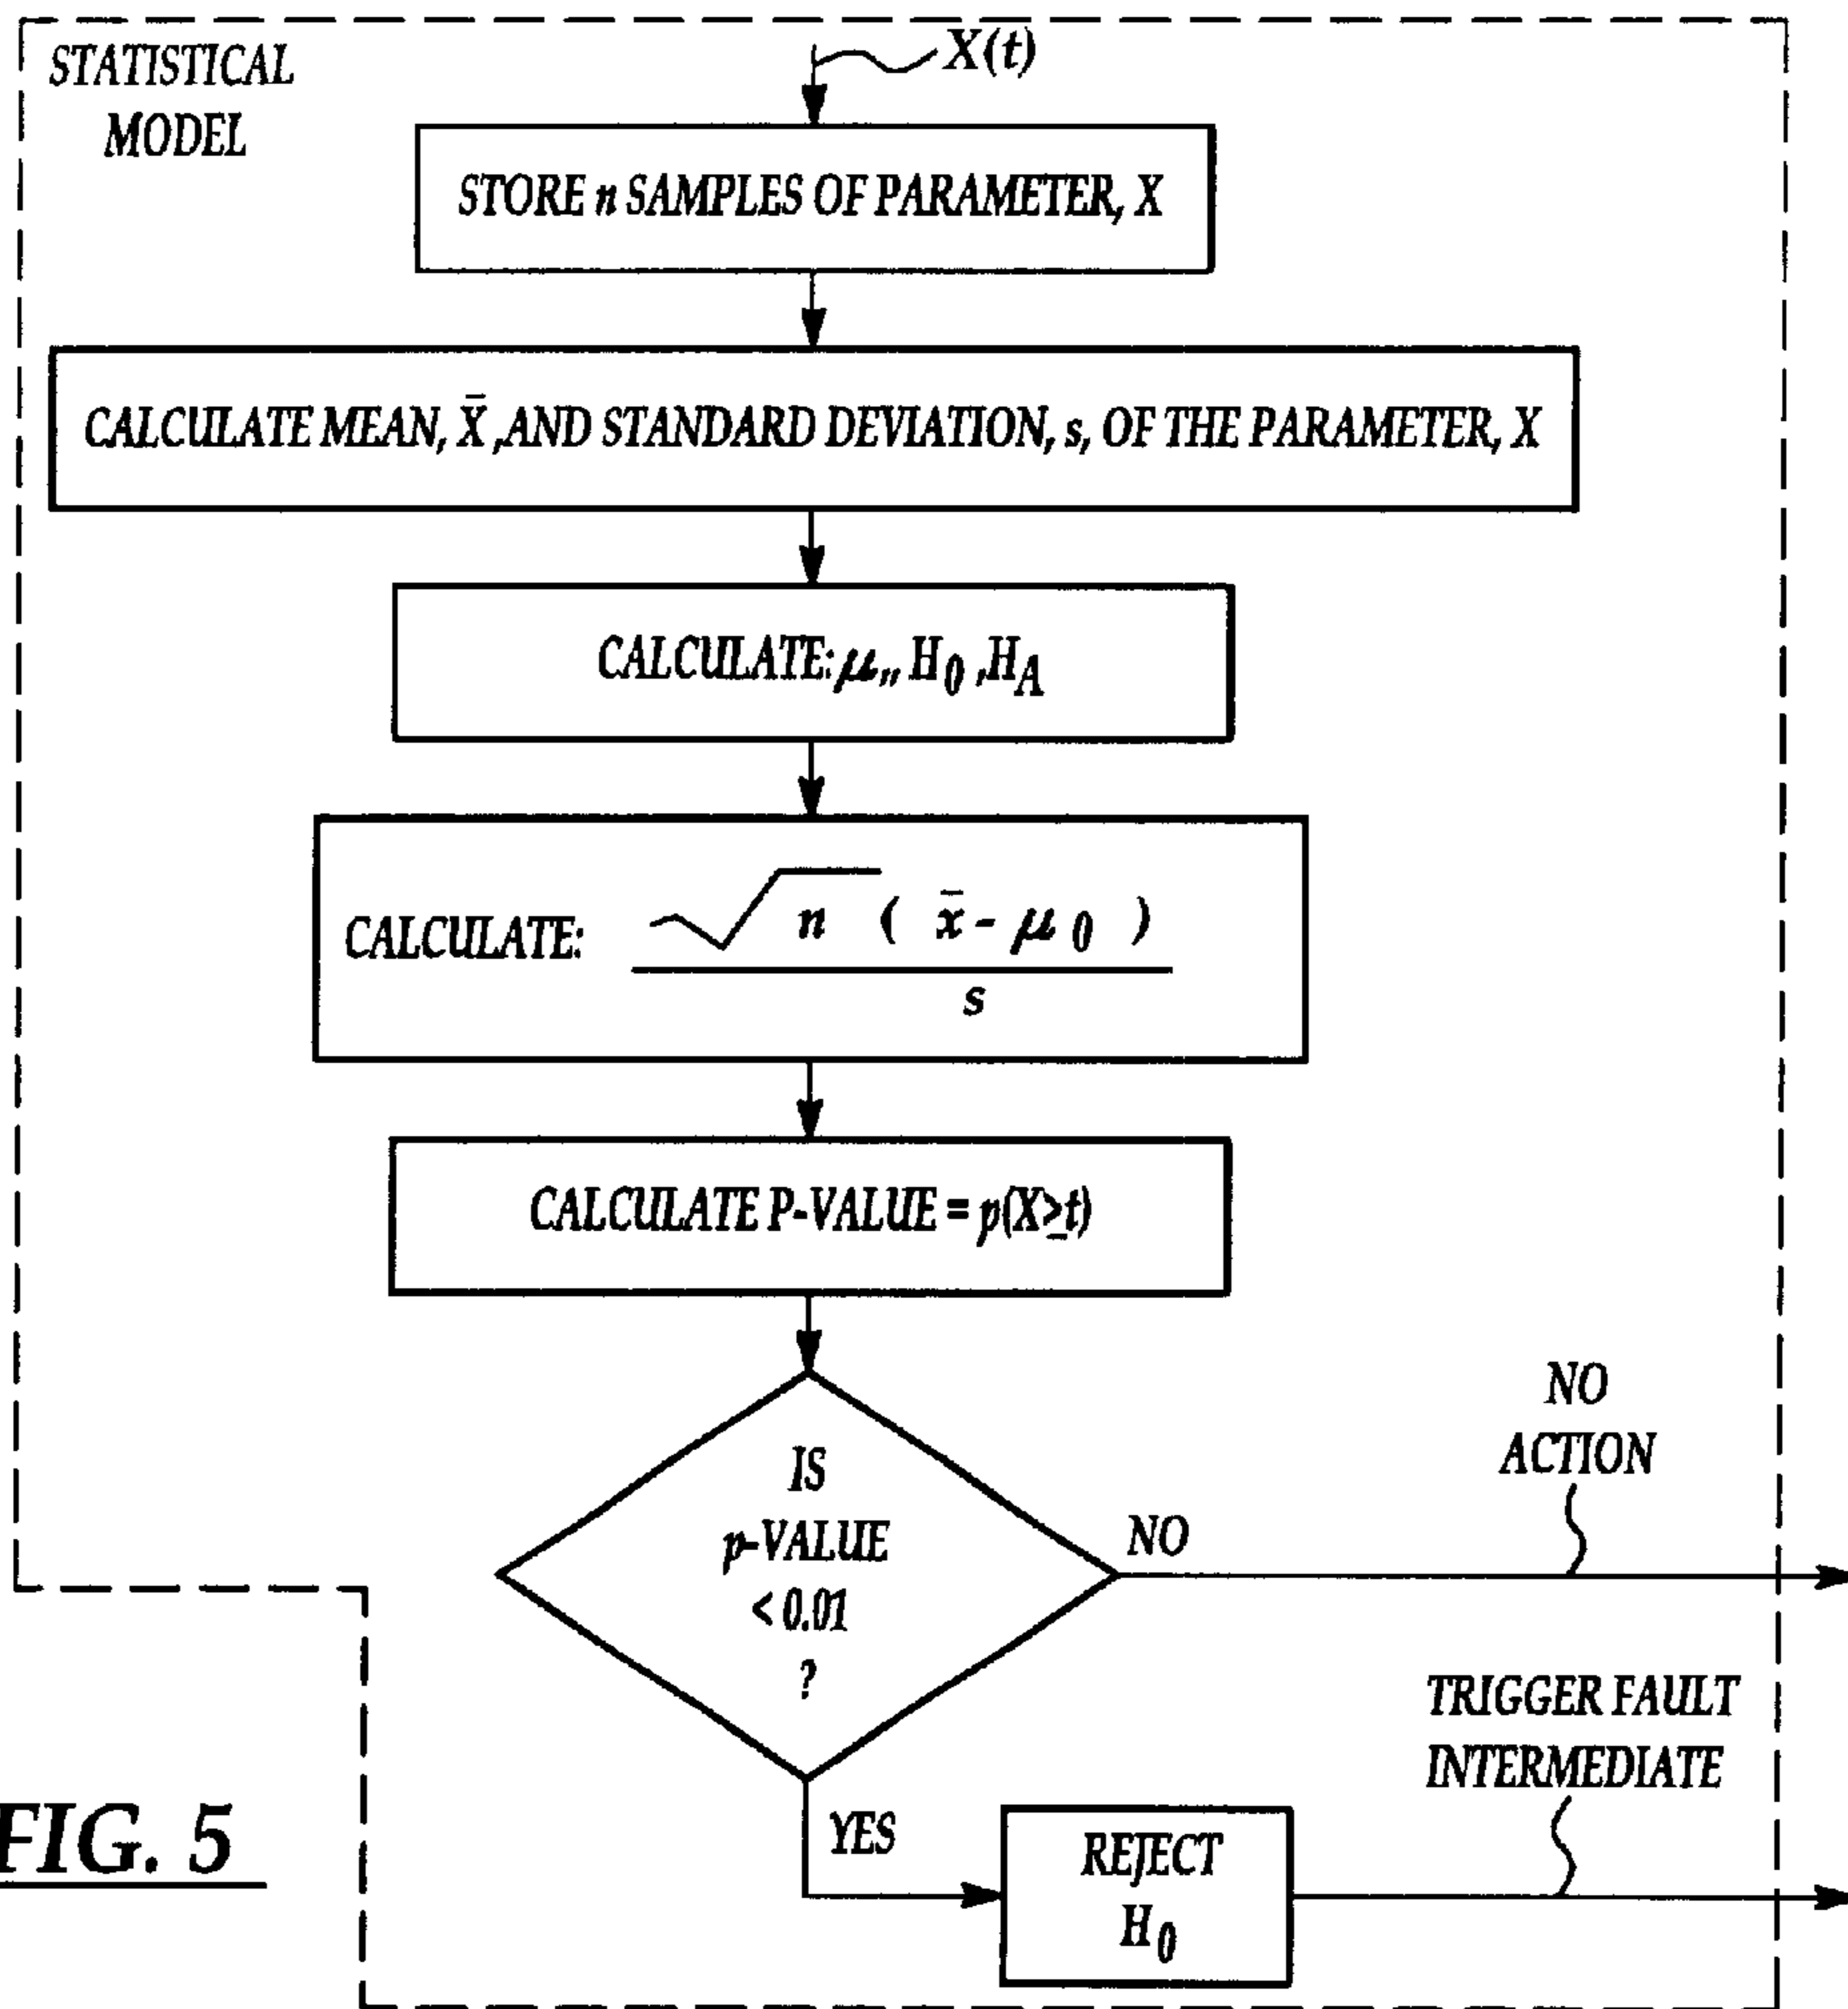 STATISTICAL
MODEL
X(t)
STORE n SAMPLES OF PARAMETER, X
CALCULATE MEAN, X̄ ,AND STANDARD DEVIATION, s, OF THE PARAMETER, X
CALCULATE: μ,, H₀ ,H_A
CALCULATE: √n ( x̄ - μ₀ )
s
CALCULATE P-VALUE = p(X≥t)
IS
p-VALUE
< 0.01
?
NO
NO
ACTION
YES
REJECT
H₀
TRIGGER FAULT
INTERMEDIATE
FIG. 5